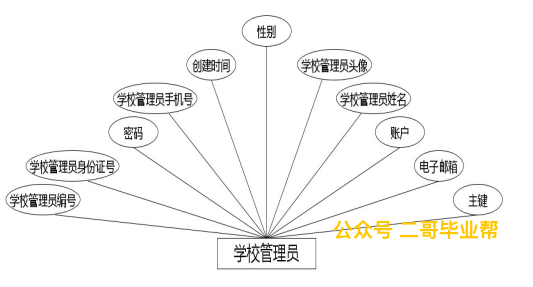 性别
创建时间
学校管理员头像
学校管理员手机号
学校管理员姓名
密码
账户
学校管理员身份证号
电子邮箱
学校管理员编号
主键
公众号 二哥毕业帮
学校管理员